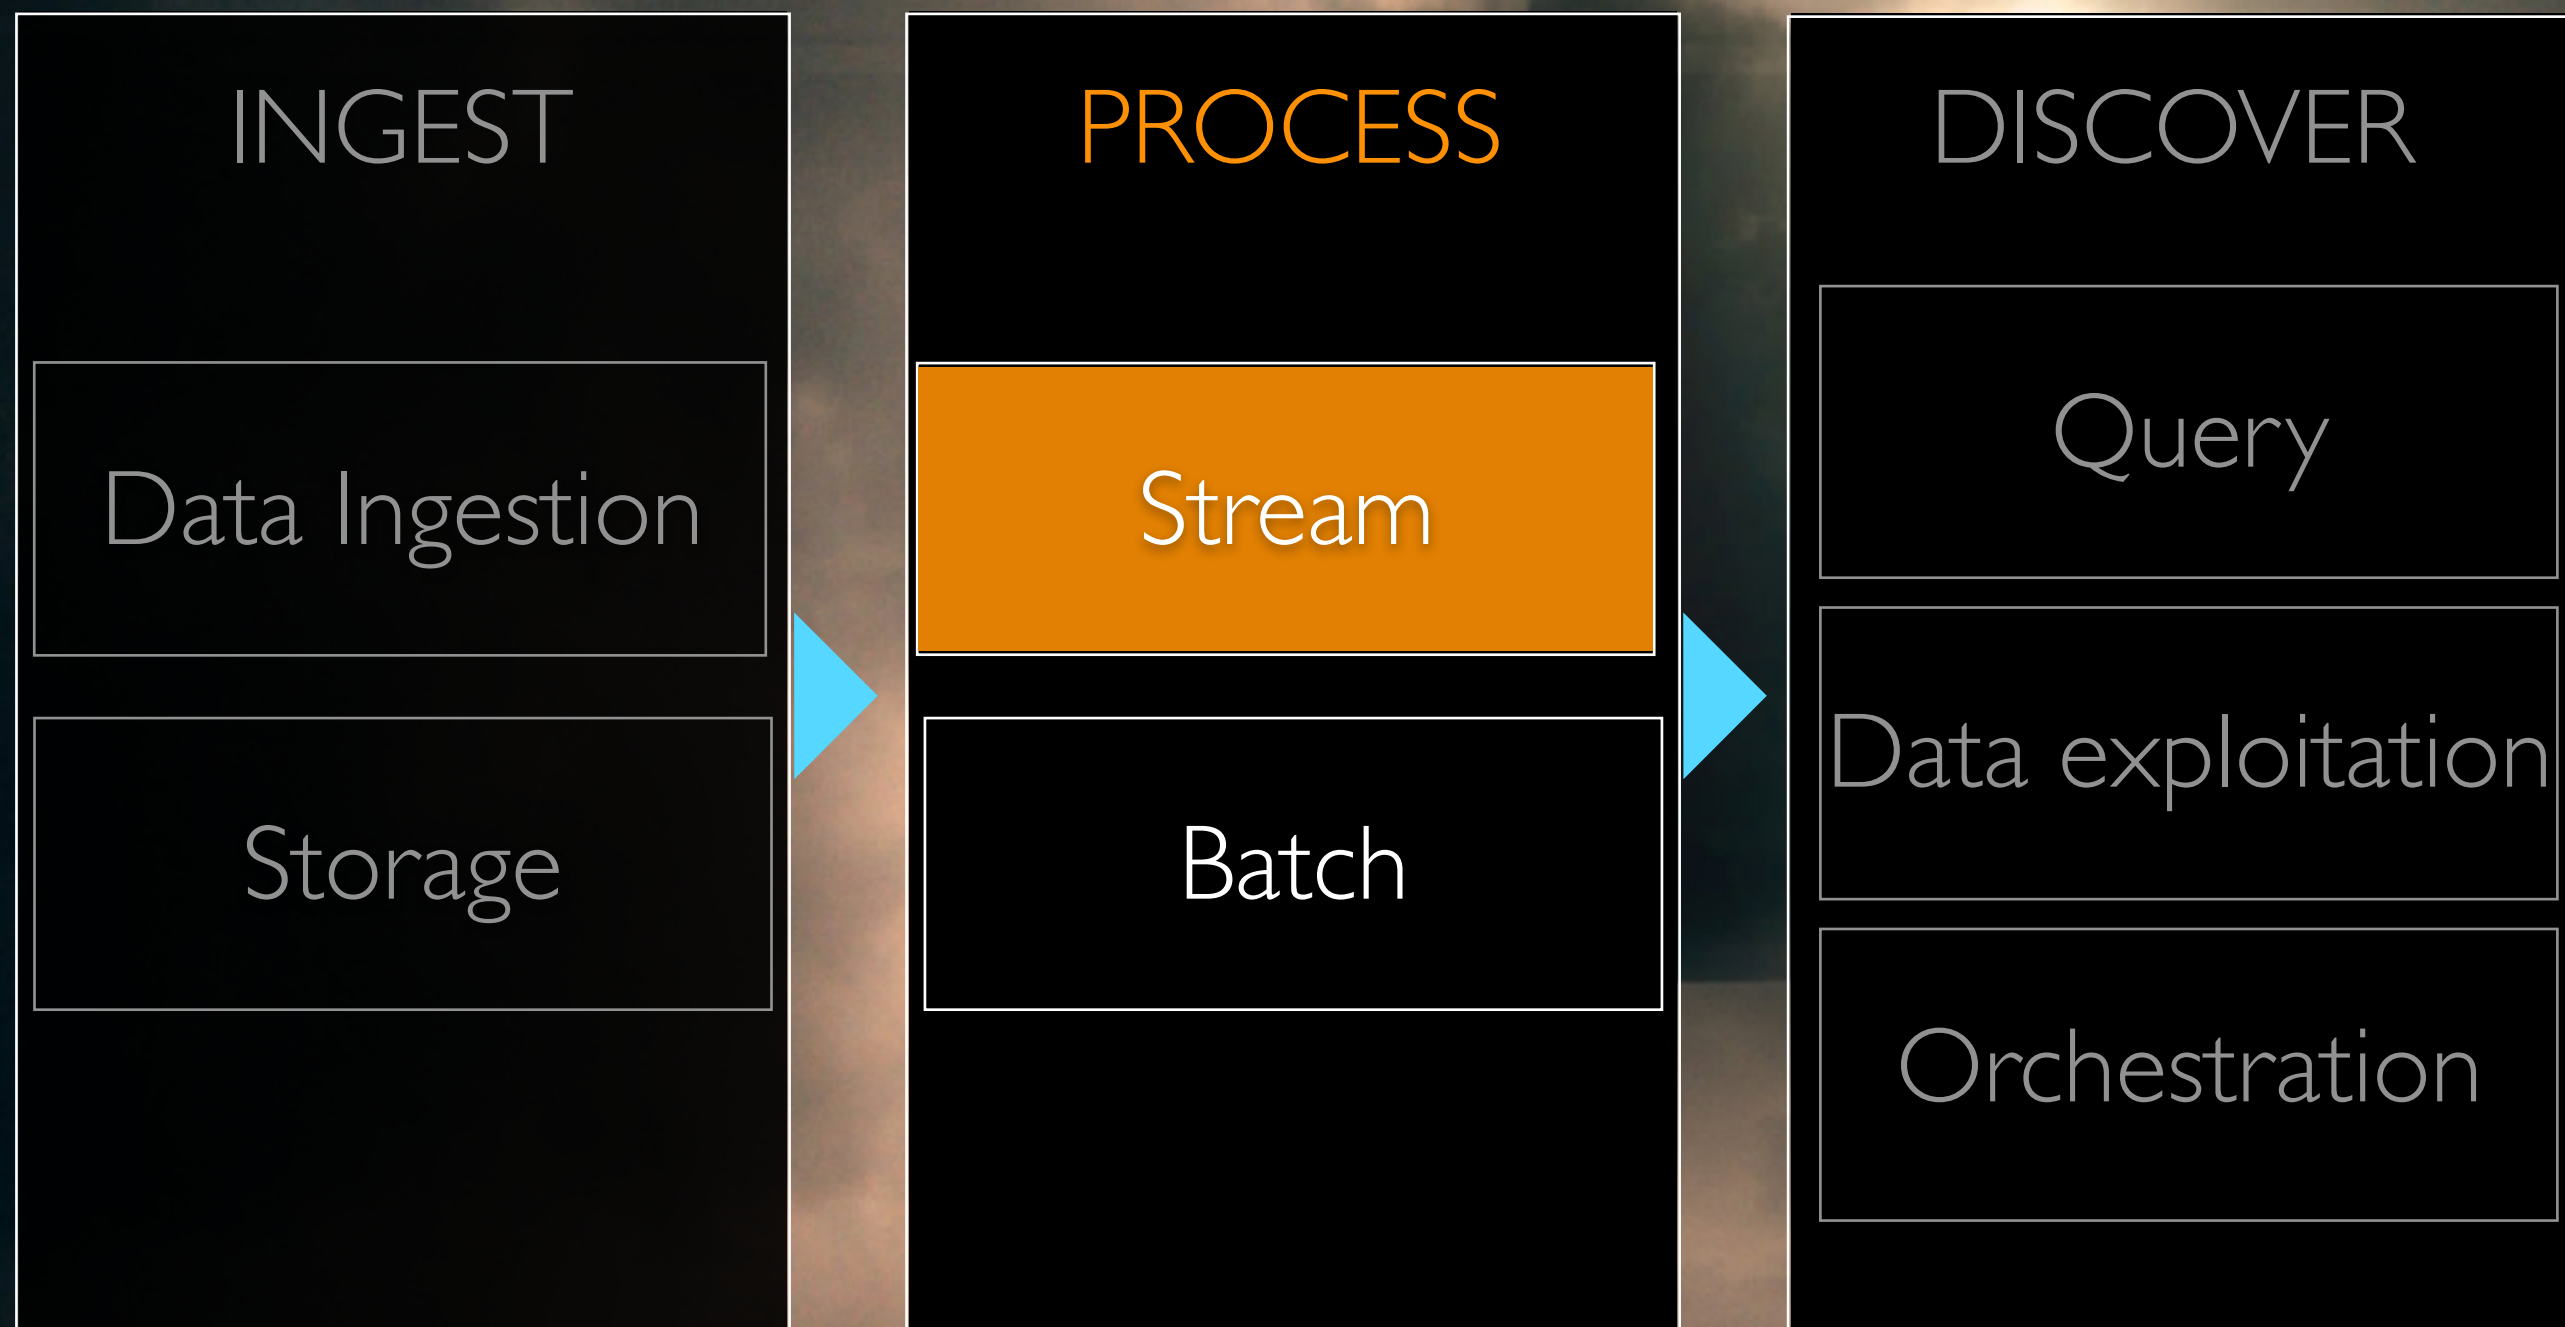 INGEST
Data Ingestion
Storage
PROCESS
Stream
Batch
DISCOVER
Query
Data exploitation
Orchestration